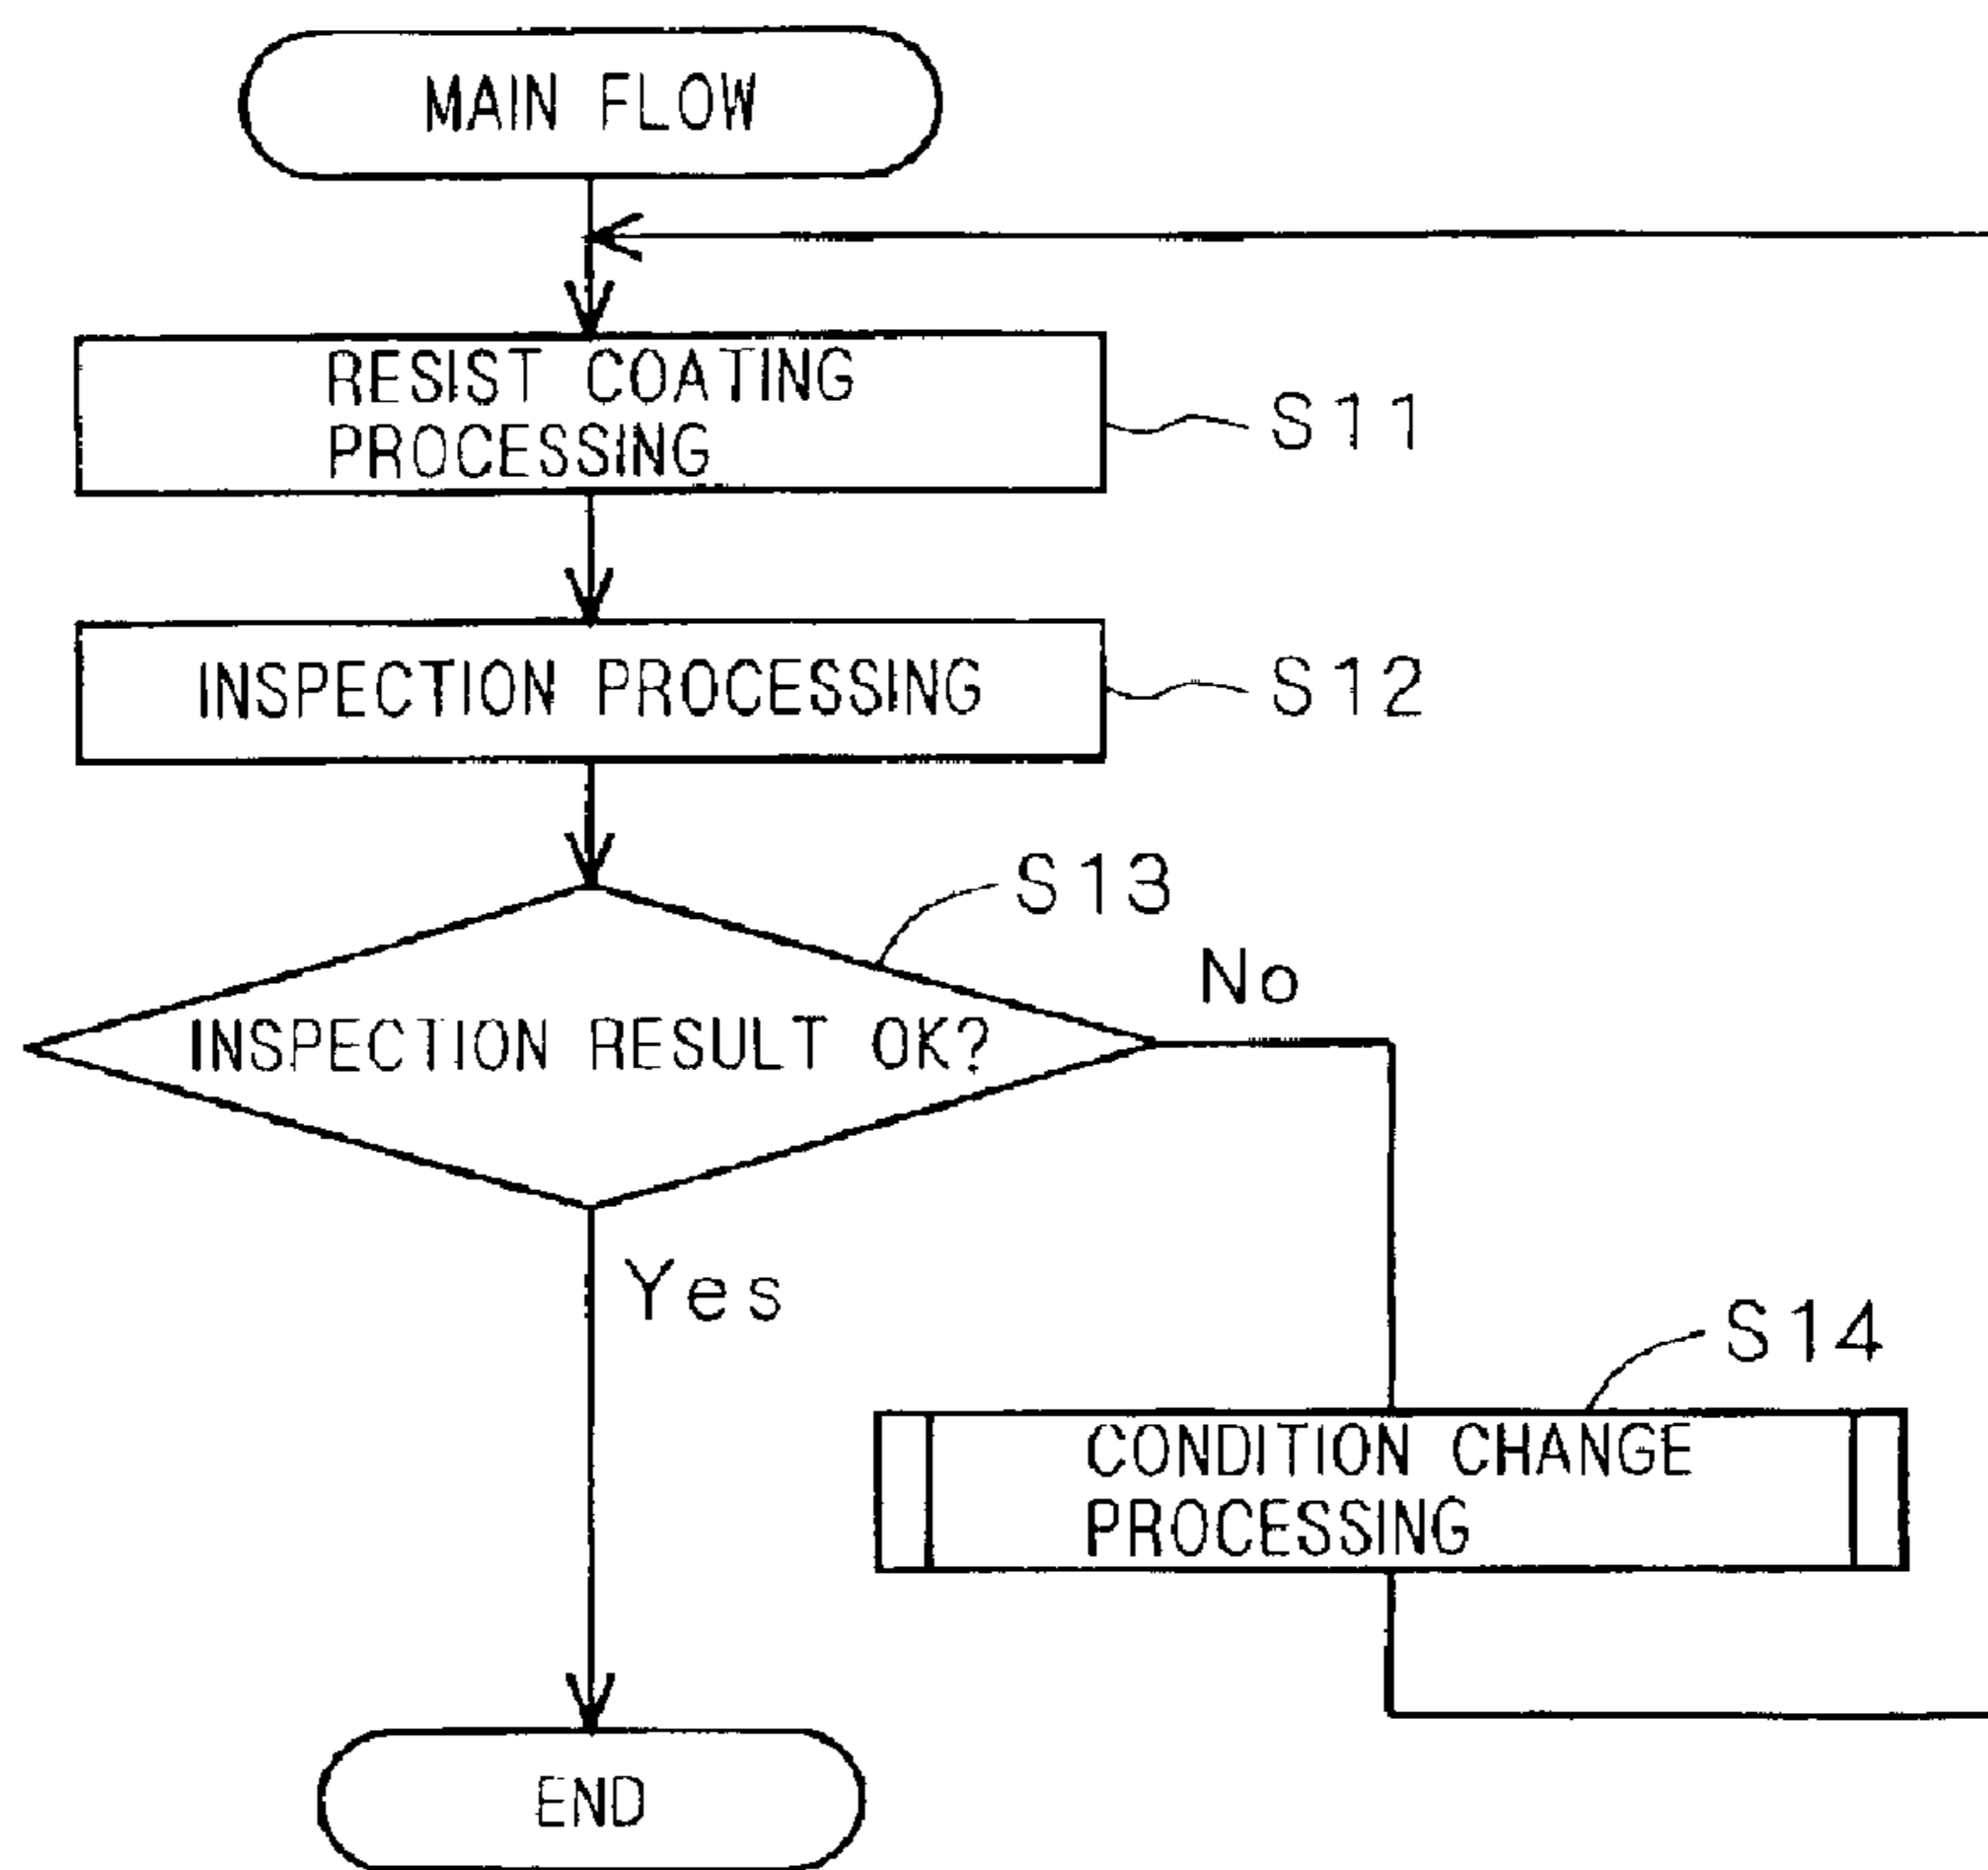 MAIN FLOW
RESIST COATING
PROCESSING
S11
INSPECTION PROCESSING
S12
S13
No
INSPECTION RESULT OK?
Yes
S14
CONDITION CHANGE
PROCESSING
END